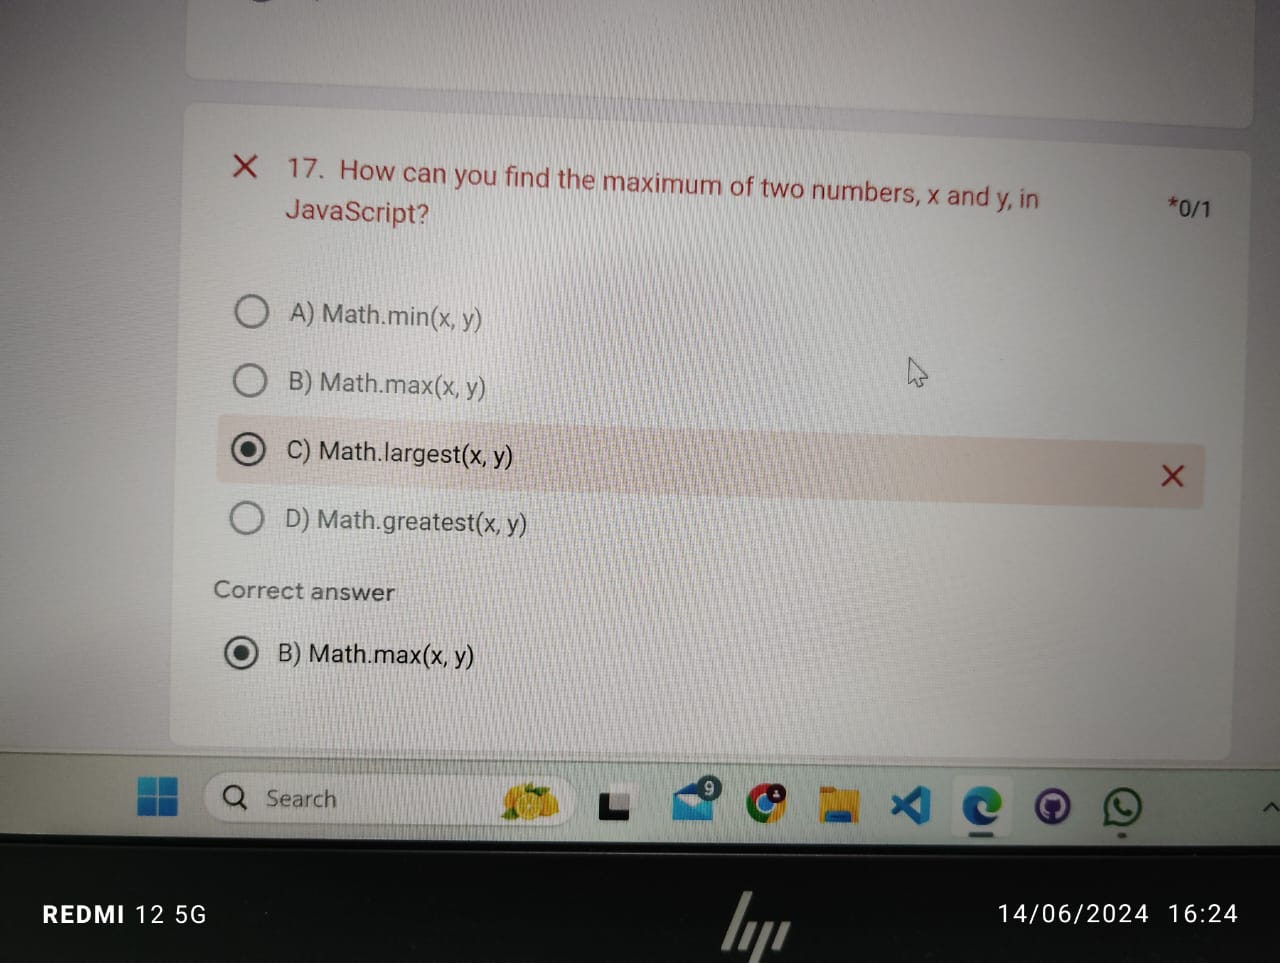 17. How can you find the maximum of two numbers, x and y, in
JavaScript?
*0/1
A) Math.min(x, y)
B) Math.max(x, y)
C) Math.largest(x, y)
D) Math.greatest(x, y)
Correct answer
B) Math.max(x, y)
Search
9
REDMI 12 5G
hp
14/06/2024 16:24